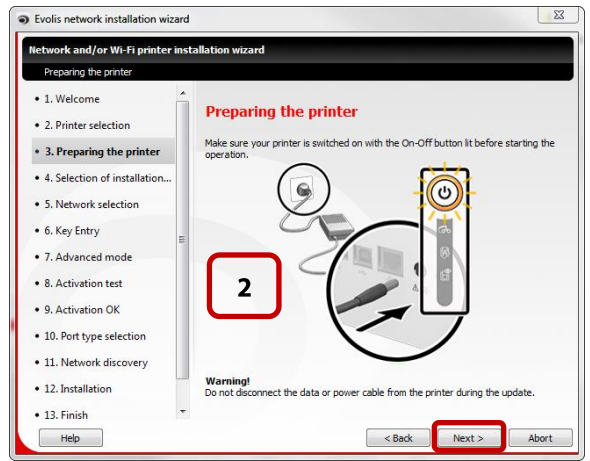 Evolis network installation wizard
Network and/or Wi-Fi printer installation wizard
Preparing the printer
• 1. Welcome
• 2. Printer selection
• 3. Preparing the printer
• 4. Selection of installation...
• 5. Network selection
• 6. Key Entry
• 7. Advanced mode
• 8. Activation test
• 9. Activation OK
• 10. Port type selection
• 11. Network discovery
• 12. Installation
• 13. Finish
Preparing the printer
Make sure your printer is switched on with the On-Off button lit before starting the
operation.
2
Warning!
Do not disconnect the data or power cable from the printer during the update.
Help
< Back
Next >
Abort